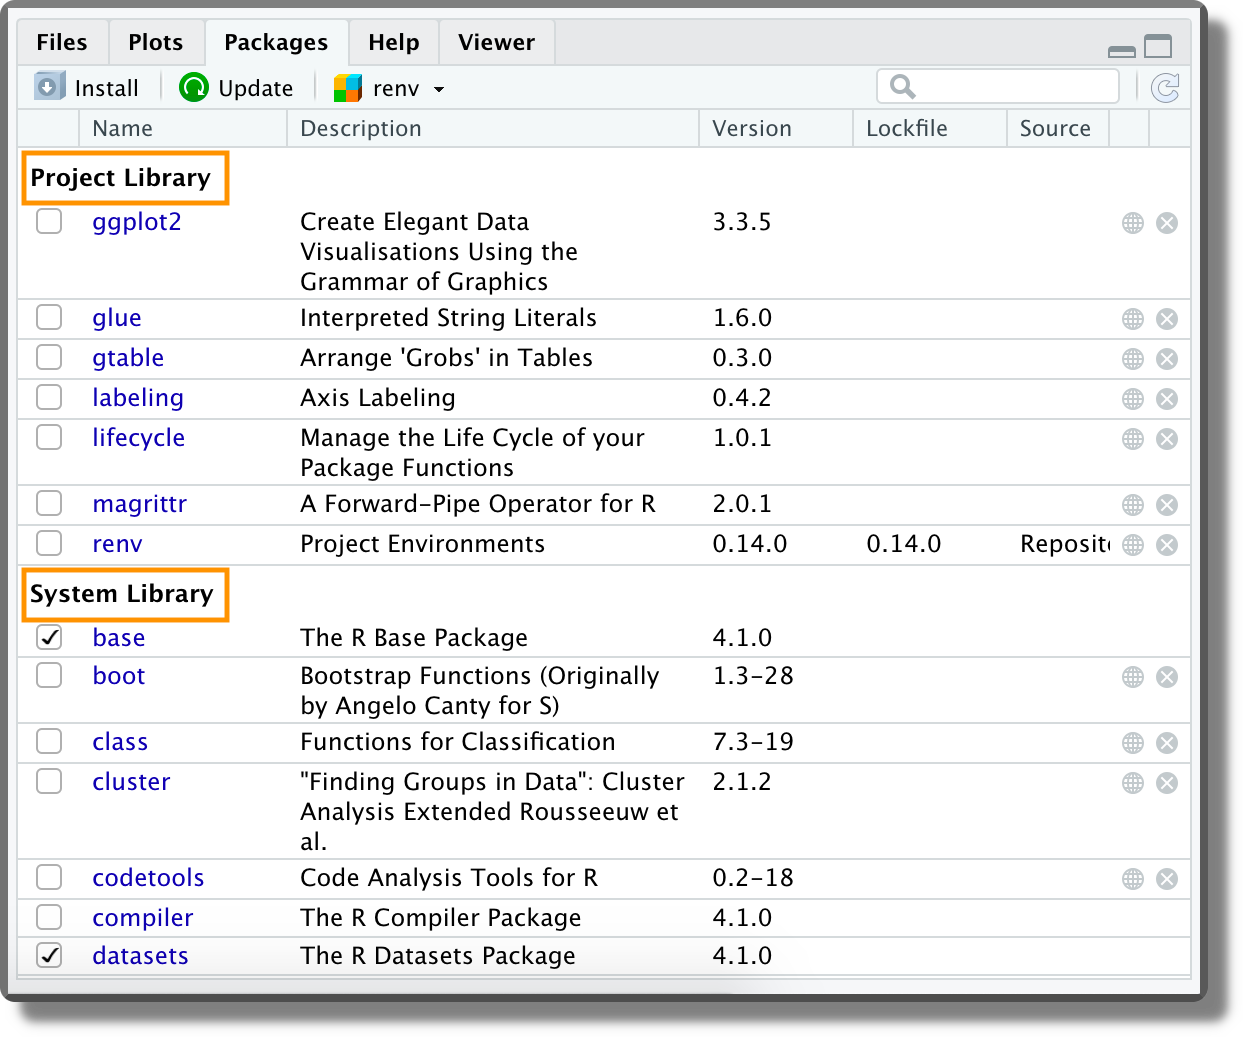 Files Plots Packages Help Viewer
Install Update renv
Name Description Version Lockfile Source
Project Library
ggplot2 Create Elegant Data 3.3.5
Visualisations Using the
Grammar of Graphics
glue Interpreted String Literals 1.6.0
gtable Arrange 'Grobs' in Tables 0.3.0
labeling Axis Labeling 0.4.2
lifecycle Manage the Life Cycle of your 1.0.1
Package Functions
magrittr A Forward-Pipe Operator for R 2.0.1
renv Project Environments 0.14.0 0.14.0 Reposit
System Library
base The R Base Package 4.1.0
boot Bootstrap Functions (Originally 1.3-28
by Angelo Canty for S)
class Functions for Classification 7.3-19
cluster "Finding Groups in Data": Cluster 2.1.2
Analysis Extended Rousseeuw et
al.
codetools Code Analysis Tools for R 0.2-18
compiler The R Compiler Package 4.1.0
datasets The R Datasets Package 4.1.0